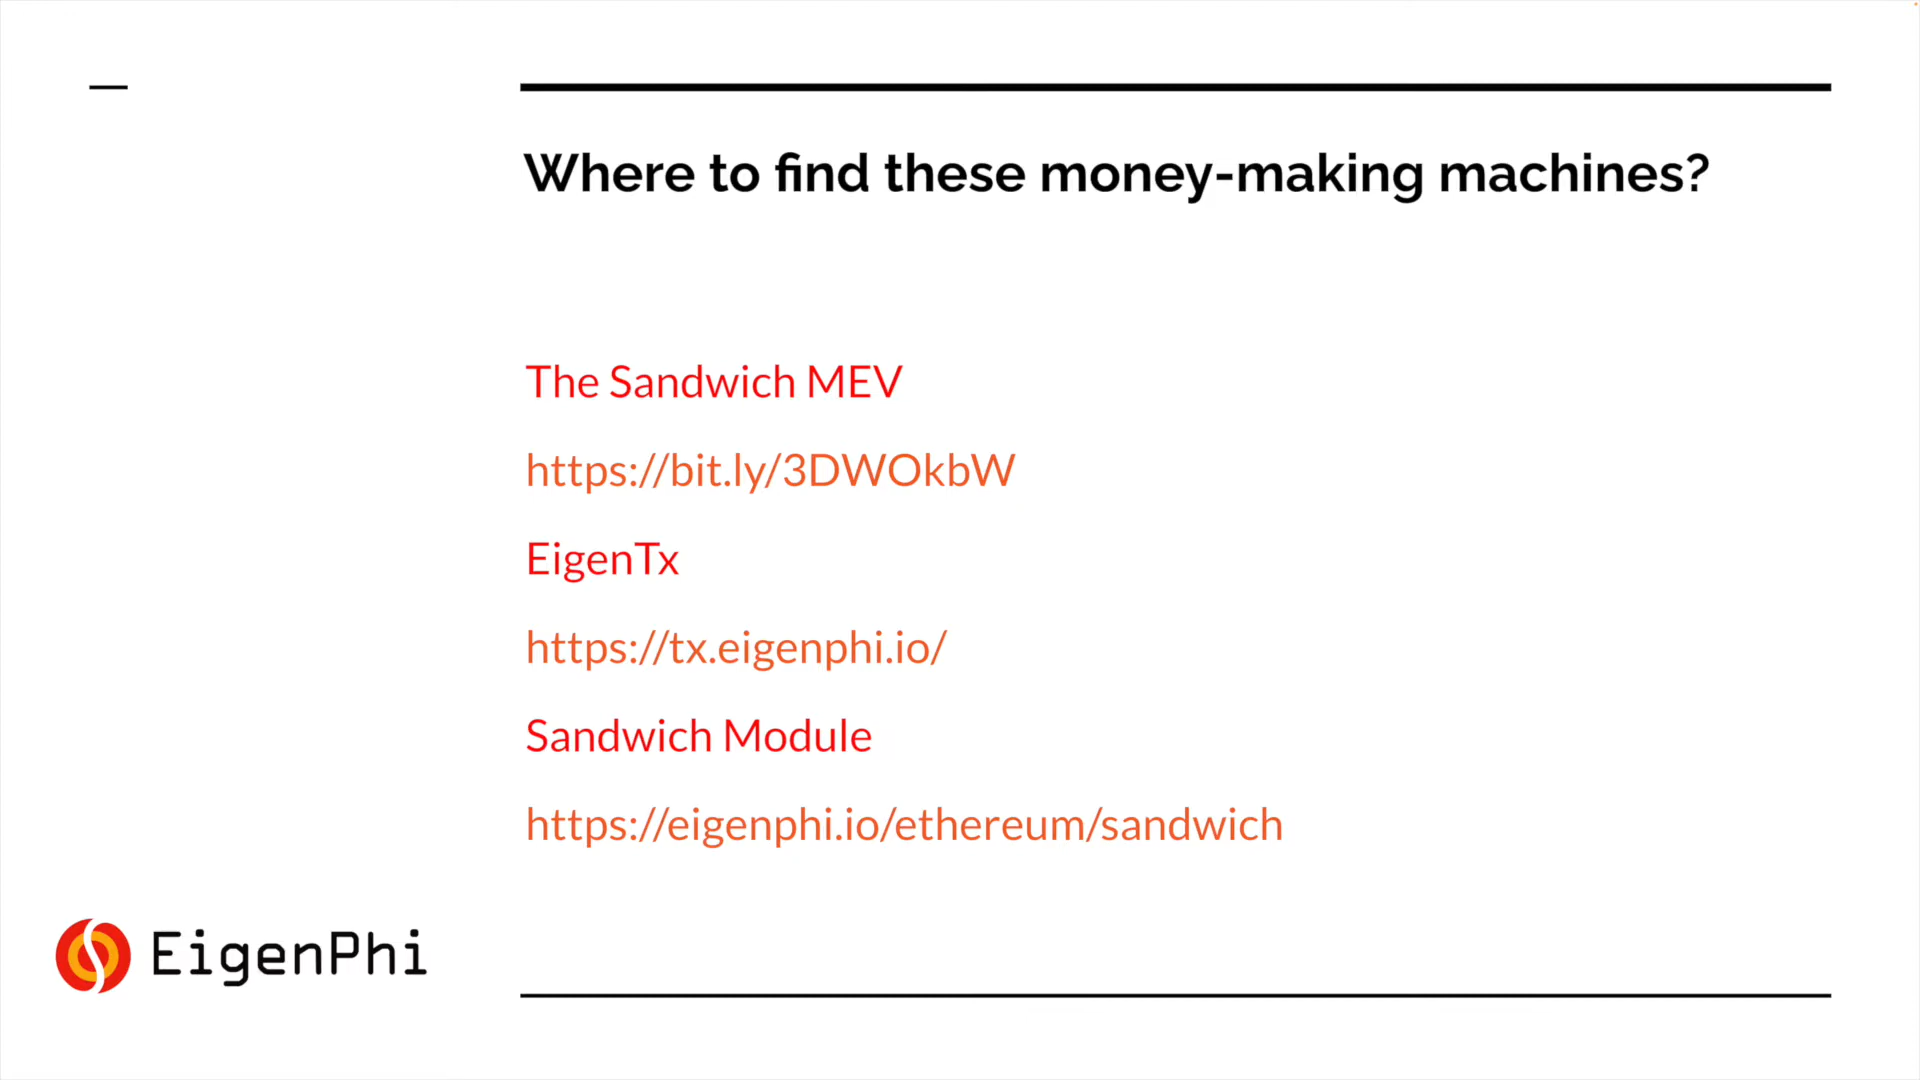 Where to find these money-making machines?
The Sandwich MEV
https://bit.ly/3DWOkbW
EigenTx
https://tx.eigenphi.io/
Sandwich Module
https://eigenphi.io/ethereum/sandwich
EigenPhi